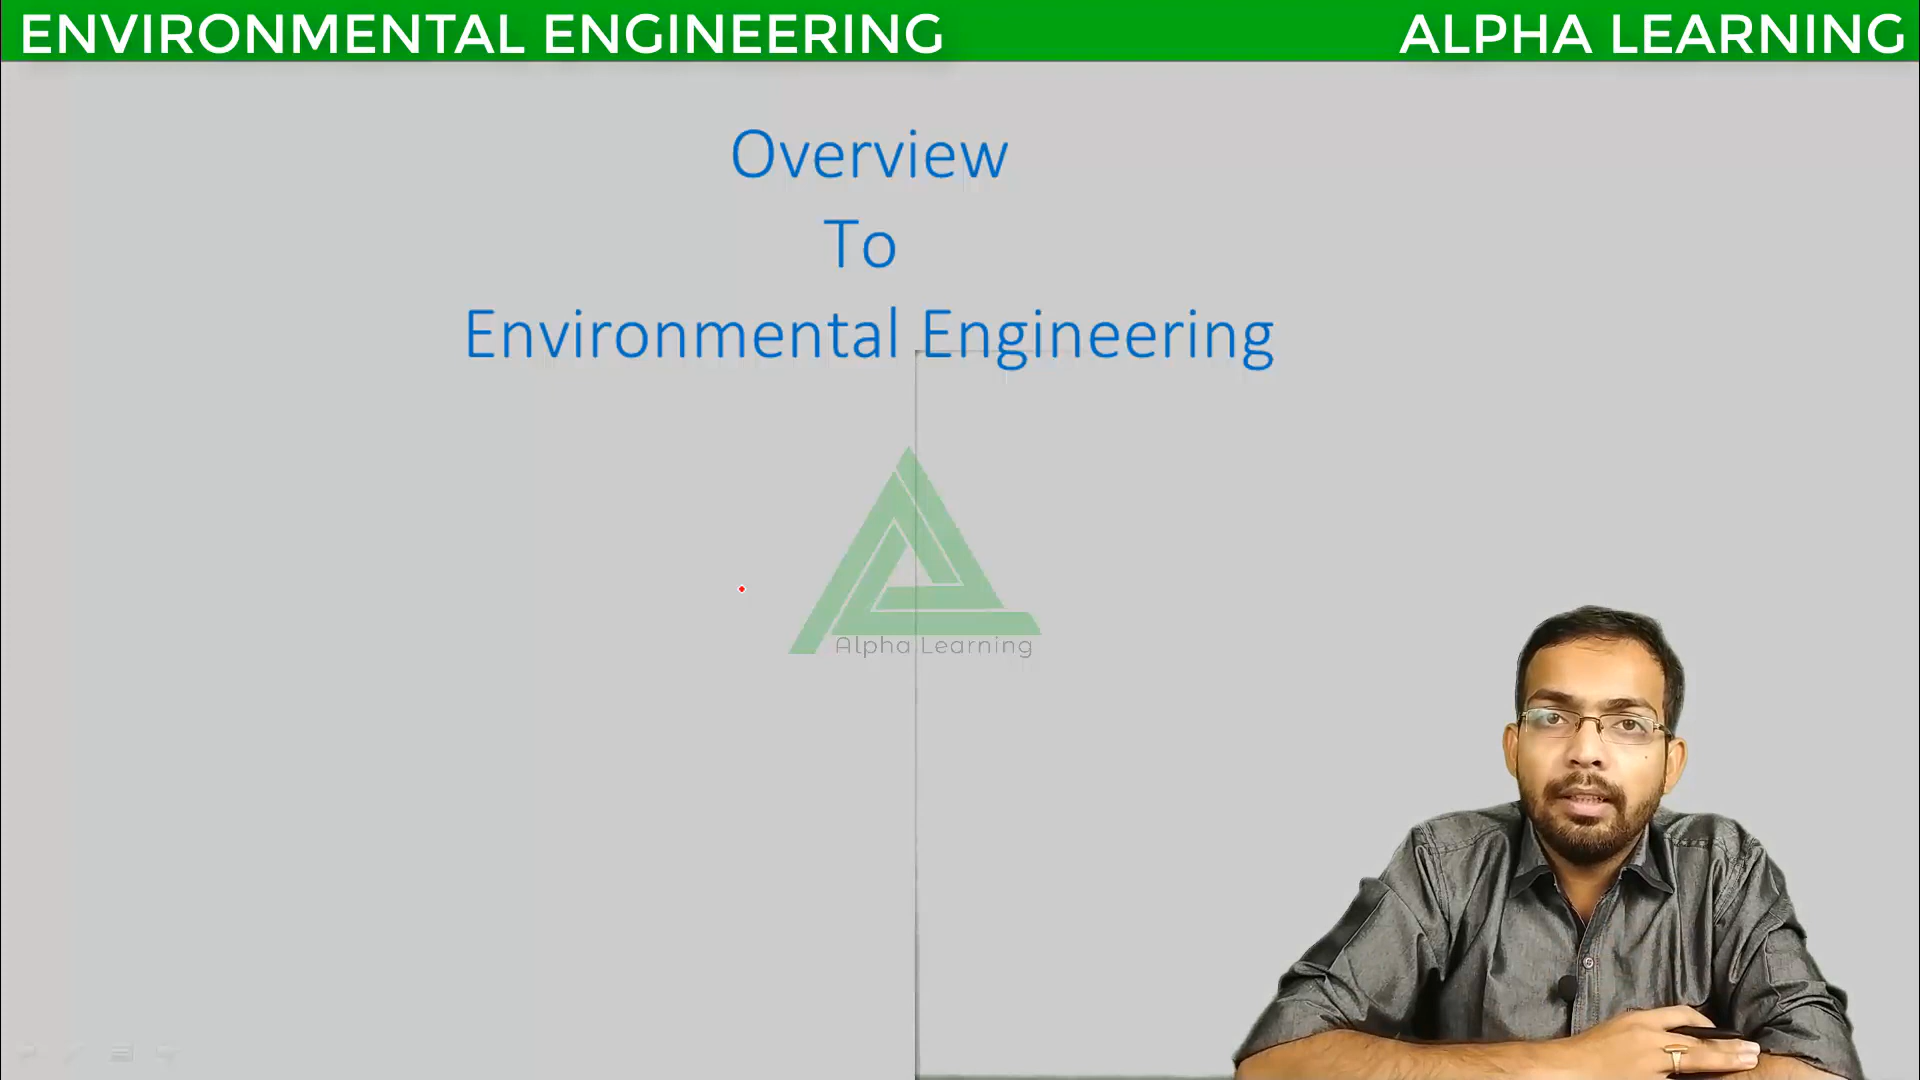 ENVIRONMENTAL ENGINEERING
ALPHA LEARNING
Overview
To
Environmental Engineering
Alpha Learning